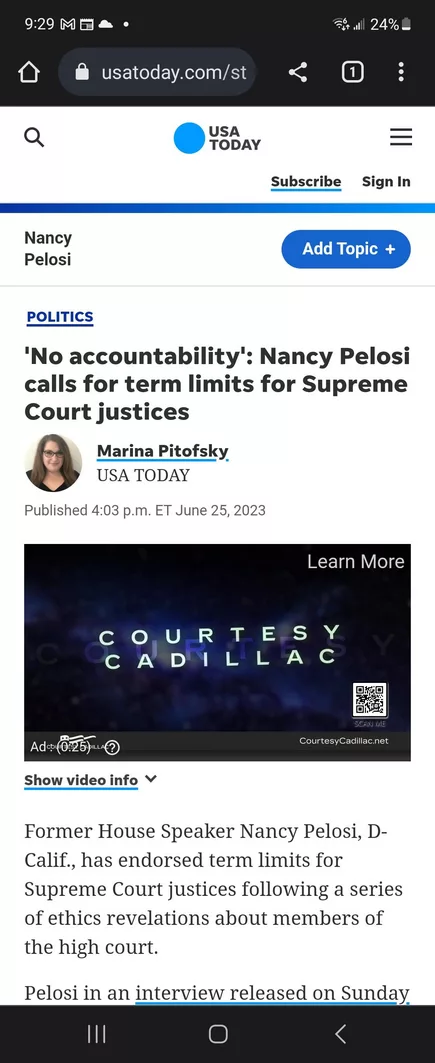 9:29
24%
usatoday.com/st
1
USA
TODAY
Subscribe Sign In
Nancy
Pelosi
Add Topic +
POLITICS
'No accountability': Nancy Pelosi
calls for term limits for Supreme
Court justices
Marina Pitofsky
USA TODAY
Published 4:03 p.m. ET June 25, 2023
Learn More
COURTESY
CADILLAC
SCAN ME
Ad · (0:25)
CourtesyCadillac.net
Show video info
Former House Speaker Nancy Pelosi, D-
Calif., has endorsed term limits for
Supreme Court justices following a series
of ethics revelations about members of
the high court.
Pelosi in an interview released on Sunday